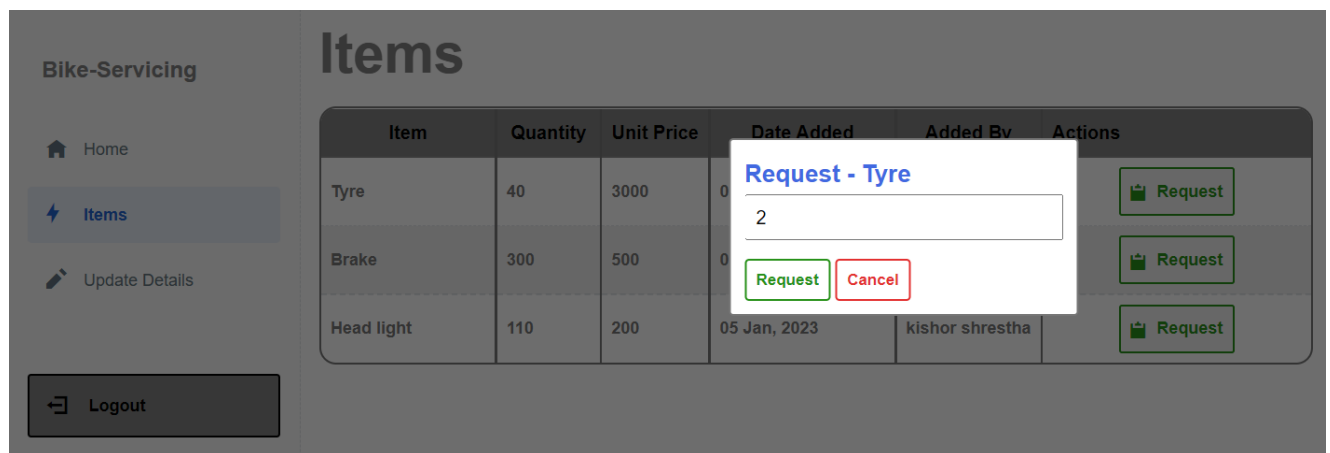 Bike-Servicing
Home
Items
Update Details
Logout
Items
Item Quantity Unit Price Date Added Added By Actions
Tyre 40 3000 0 Request
Brake 300 500 0 Request
Head light 110 200 05 Jan, 2023 kishor shrestha Request
Request - Tyre
2
Request Cancel